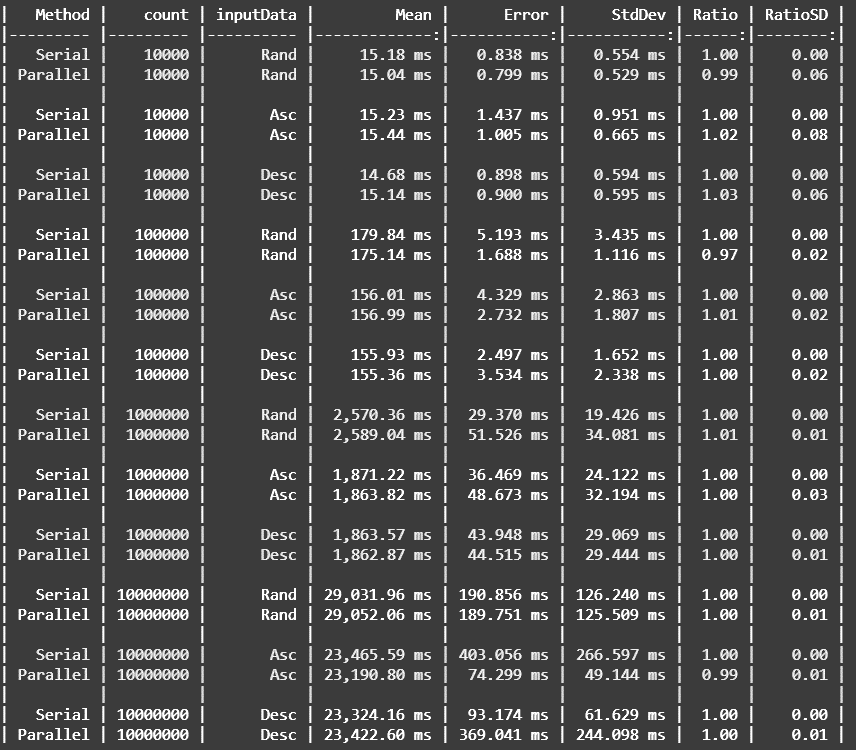 | Method | count | inputData | Mean | Error | StdDev | Ratio | RatioSD |
|---------- |--------- |---------- |-------------:|-----------:|-----------:|------:|--------:|
| Serial | 10000 | Rand | 15.18 ms | 0.838 ms | 0.554 ms | 1.00 | 0.00 |
| Parallel | 10000 | Rand | 15.04 ms | 0.799 ms | 0.529 ms | 0.99 | 0.06 |
| | | | | | | | |
| Serial | 10000 | Asc | 15.23 ms | 1.437 ms | 0.951 ms | 1.00 | 0.00 |
| Parallel | 10000 | Asc | 15.44 ms | 1.005 ms | 0.665 ms | 1.02 | 0.08 |
| | | | | | | | |
| Serial | 10000 | Desc | 14.68 ms | 0.898 ms | 0.594 ms | 1.00 | 0.00 |
| Parallel | 10000 | Desc | 15.14 ms | 0.900 ms | 0.595 ms | 1.03 | 0.06 |
| | | | | | | | |
| Serial | 100000 | Rand | 179.84 ms | 5.193 ms | 3.435 ms | 1.00 | 0.00 |
| Parallel | 100000 | Rand | 175.14 ms | 1.688 ms | 1.116 ms | 0.97 | 0.02 |
| | | | | | | | |
| Serial | 100000 | Asc | 156.01 ms | 4.329 ms | 2.863 ms | 1.00 | 0.00 |
| Parallel | 100000 | Asc | 156.99 ms | 2.732 ms | 1.807 ms | 1.01 | 0.02 |
| | | | | | | | |
| Serial | 100000 | Desc | 155.93 ms | 2.497 ms | 1.652 ms | 1.00 | 0.00 |
| Parallel | 100000 | Desc | 155.36 ms | 3.534 ms | 2.338 ms | 1.00 | 0.02 |
| | | | | | | | |
| Serial | 1000000 | Rand | 2,570.36 ms | 29.370 ms | 19.426 ms | 1.00 | 0.00 |
| Parallel | 1000000 | Rand | 2,589.04 ms | 51.526 ms | 34.081 ms | 1.01 | 0.01 |
| | | | | | | | |
| Serial | 1000000 | Asc | 1,871.22 ms | 36.469 ms | 24.122 ms | 1.00 | 0.00 |
| Parallel | 1000000 | Asc | 1,863.82 ms | 48.673 ms | 32.194 ms | 1.00 | 0.03 |
| | | | | | | | |
| Serial | 1000000 | Desc | 1,863.57 ms | 43.948 ms | 29.069 ms | 1.00 | 0.00 |
| Parallel | 1000000 | Desc | 1,862.87 ms | 44.515 ms | 29.444 ms | 1.00 | 0.01 |
| | | | | | | | |
| Serial | 10000000 | Rand | 29,031.96 ms | 190.856 ms | 126.240 ms | 1.00 | 0.00 |
| Parallel | 10000000 | Rand | 29,052.06 ms | 189.751 ms | 125.509 ms | 1.00 | 0.01 |
| | | | | | | | |
| Serial | 10000000 | Asc | 23,465.59 ms | 403.056 ms | 266.597 ms | 1.00 | 0.00 |
| Parallel | 10000000 | Asc | 23,190.80 ms | 74.299 ms | 49.144 ms | 0.99 | 0.01 |
| | | | | | | | |
| Serial | 10000000 | Desc | 23,324.16 ms | 93.174 ms | 61.629 ms | 1.00 | 0.00 |
| Parallel | 10000000 | Desc | 23,422.60 ms | 369.041 ms | 244.098 ms | 1.00 | 0.01 |